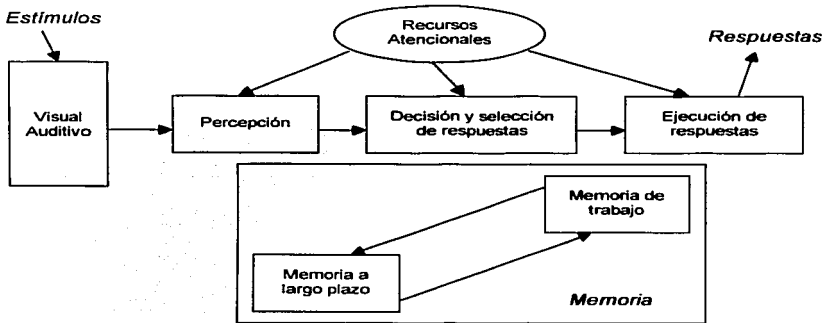 Estímulos
Recursos
Atencionales
Respuestas
Visual
Auditivo
Percepción
Decisión y selección
de respuestas
Ejecución de
respuestas
Memoria de
trabajo
Memoria a
largo plazo
Memoria